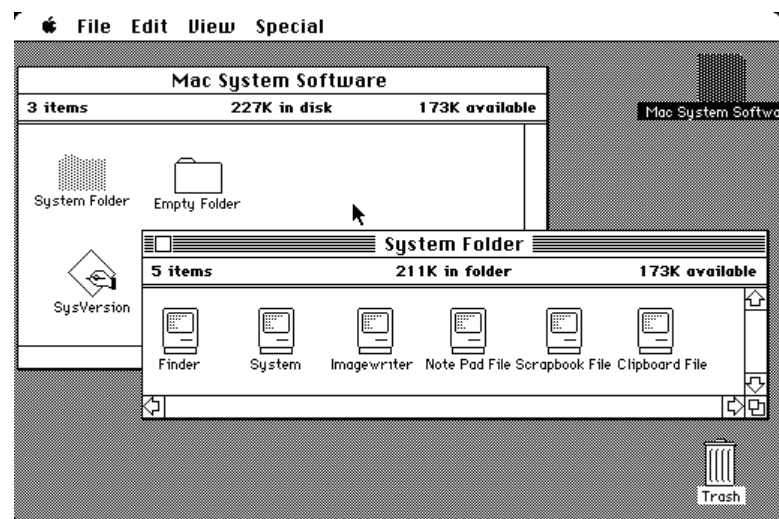 File Edit View Special
Mac System Software
3 items 227K in disk 173K available
Mac System Softwa
System Folder Empty Folder
SysVersion
System Folder
5 items 211K in folder 173K available
Finder System Imagewriter Note Pad File Scrapbook File Clipboard File
Trash